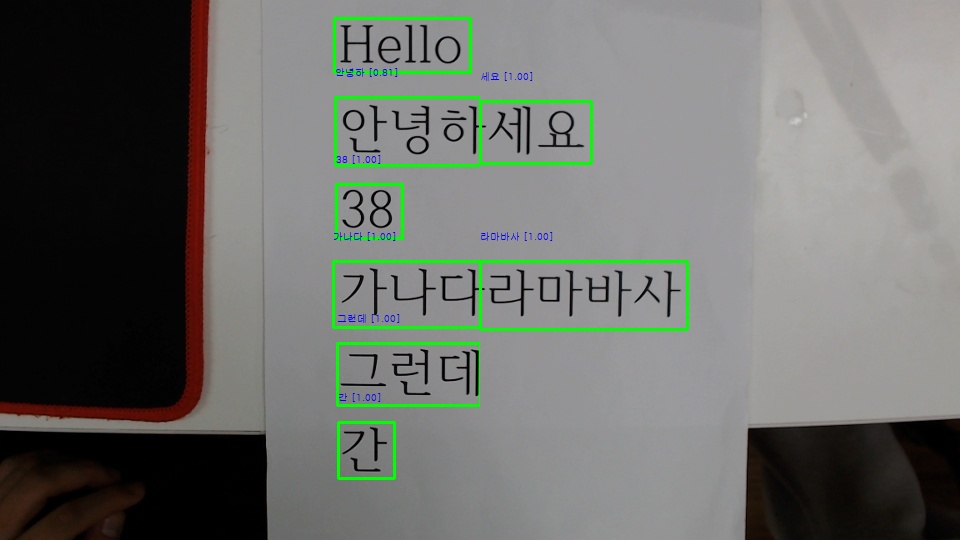 Hello
안녕하 [0.81] 세요 [1.00]
안녕하세요
38 [1.00]
38
가나다 [1.00] 라마바사 [1.00]
가나다라마바사
그런데 [1.00]
그런데
간 [1.00]
간